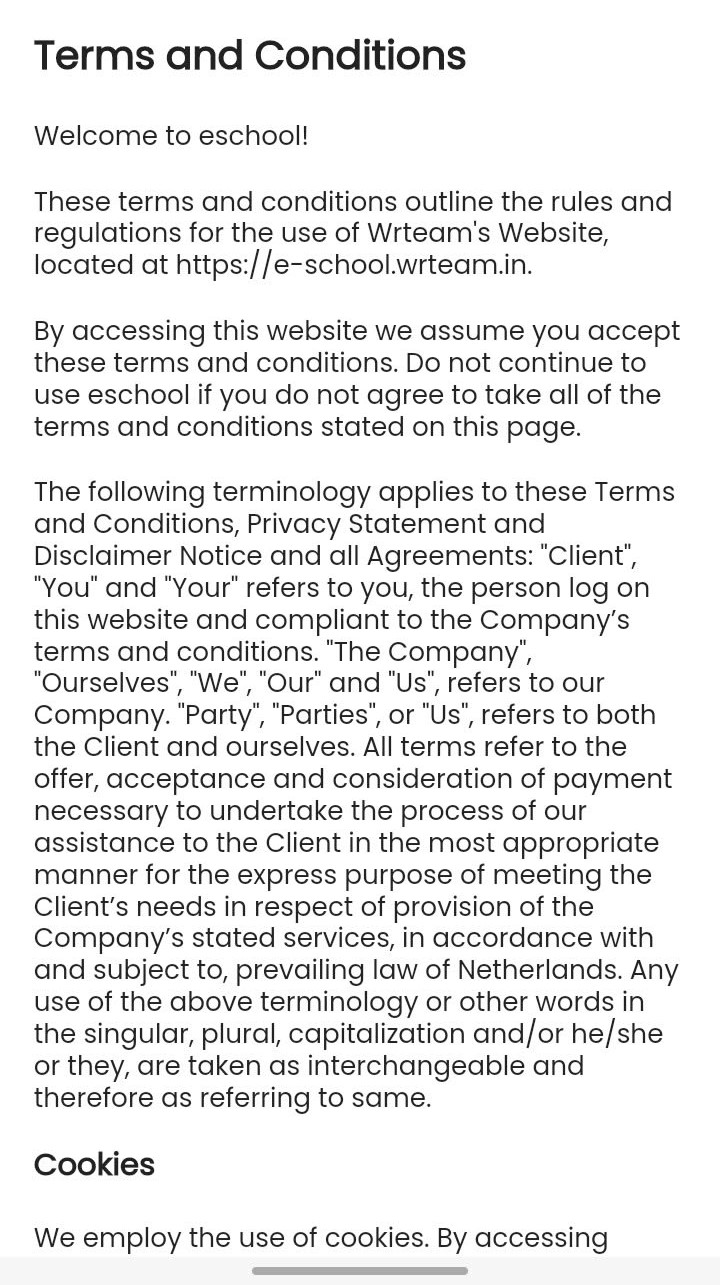 Terms and Conditions
Welcome to eschool!
These terms and conditions outline the rules and
regulations for the use of Wrteam's Website,
located at https://e-school.wrteam.in.
By accessing this website we assume you accept
these terms and conditions. Do not continue to
use eschool if you do not agree to take all of the
terms and conditions stated on this page.
The following terminology applies to these Terms
and Conditions, Privacy Statement and
Disclaimer Notice and all Agreements: "Client",
"You" and "Your" refers to you, the person log on
this website and compliant to the Company’s
terms and conditions. "The Company",
"Ourselves", "We", "Our" and "Us", refers to our
Company. "Party", "Parties", or "Us", refers to both
the Client and ourselves. All terms refer to the
offer, acceptance and consideration of payment
necessary to undertake the process of our
assistance to the Client in the most appropriate
manner for the express purpose of meeting the
Client’s needs in respect of provision of the
Company’s stated services, in accordance with
and subject to, prevailing law of Netherlands. Any
use of the above terminology or other words in
the singular, plural, capitalization and/or he/she
or they, are taken as interchangeable and
therefore as referring to same.
Cookies
We employ the use of cookies. By accessing